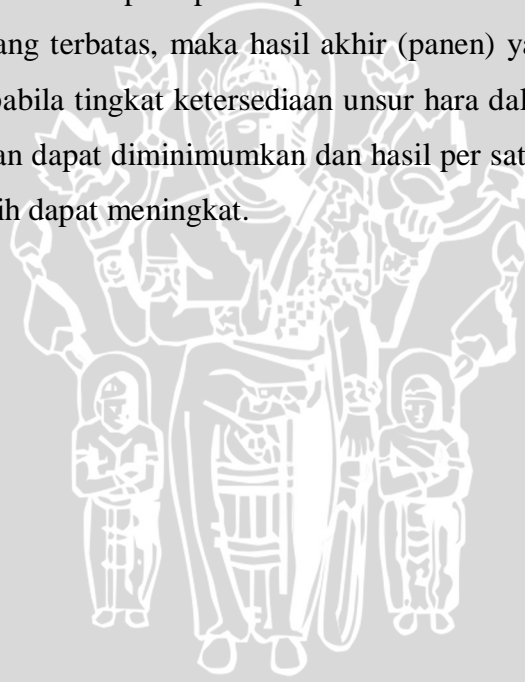 ang terbatas, maka hasil akhir (panen) ya
pabila tingkat ketersediaan unsur hara dal
an dapat diminimumkan dan hasil per sat
ih dapat meningkat.